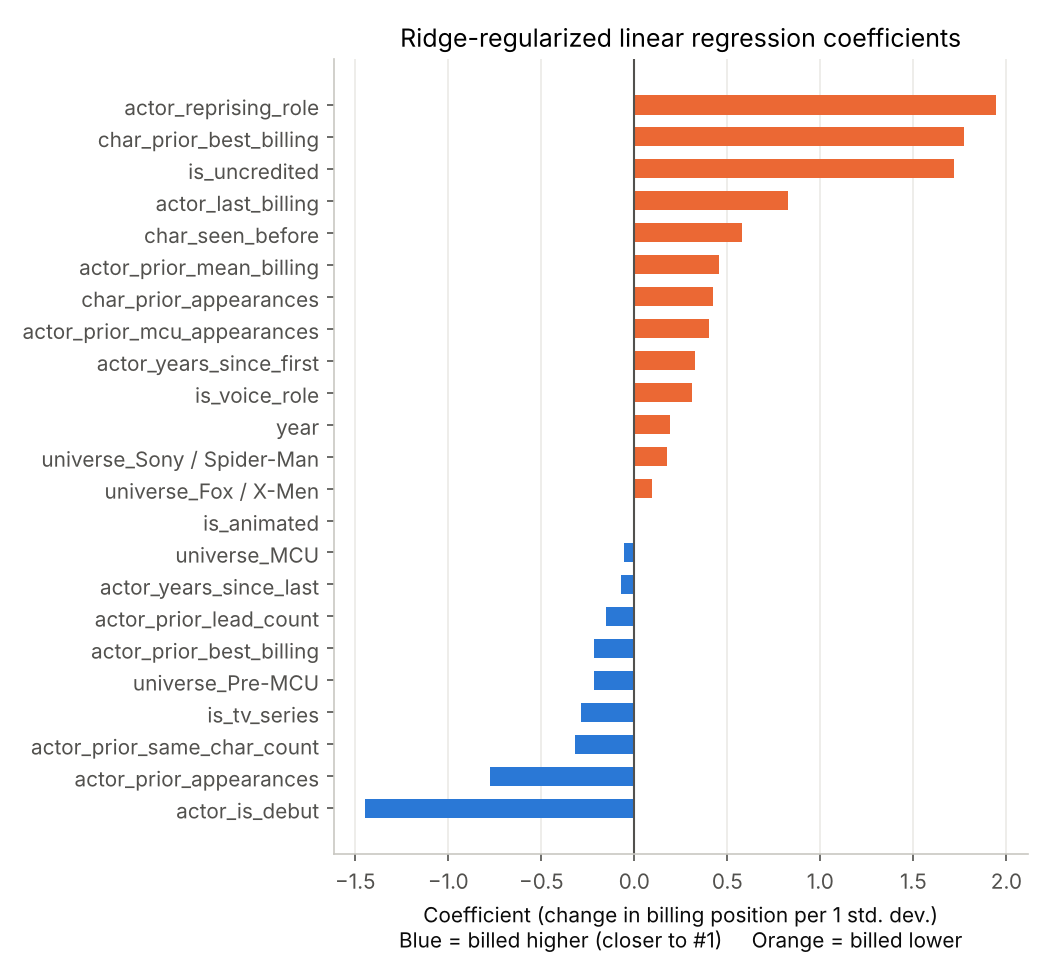 Ridge-regularized linear regression coefficients
actor_reprising_role
char_prior_best_billing
is_uncredited
actor_last_billing
char_seen_before
actor_prior_mean_billing
char_prior_appearances
actor_prior_mcu_appearances
actor_years_since_first
is_voice_role
year
universe_Sony / Spider-Man
universe_Fox / X-Men
is_animated
universe_MCU
actor_years_since_last
actor_prior_lead_count
actor_prior_best_billing
universe_Pre-MCU
is_tv_series
actor_prior_same_char_count
actor_prior_appearances
actor_is_debut
−1.5 −1.0 −0.5 0.0 0.5 1.0 1.5 2.0
Coefficient (change in billing position per 1 std. dev.)
Blue = billed higher (closer to #1) Orange = billed lower